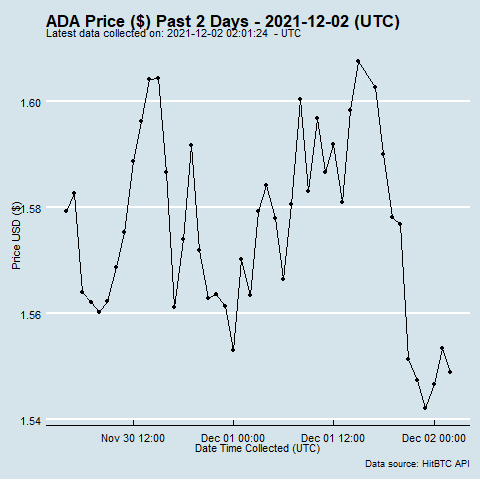 ADA Price ($) Past 2 Days - 2021-12-02 (UTC)
Latest data collected on: 2021-12-02 02:01:24 - UTC
Price USD ($)
1.60
1.58
1.56
1.54
Nov 30 12:00
Dec 01 00:00
Dec 01 12:00
Dec 02 00:00
Date Time Collected (UTC)
Data source: HitBTC API